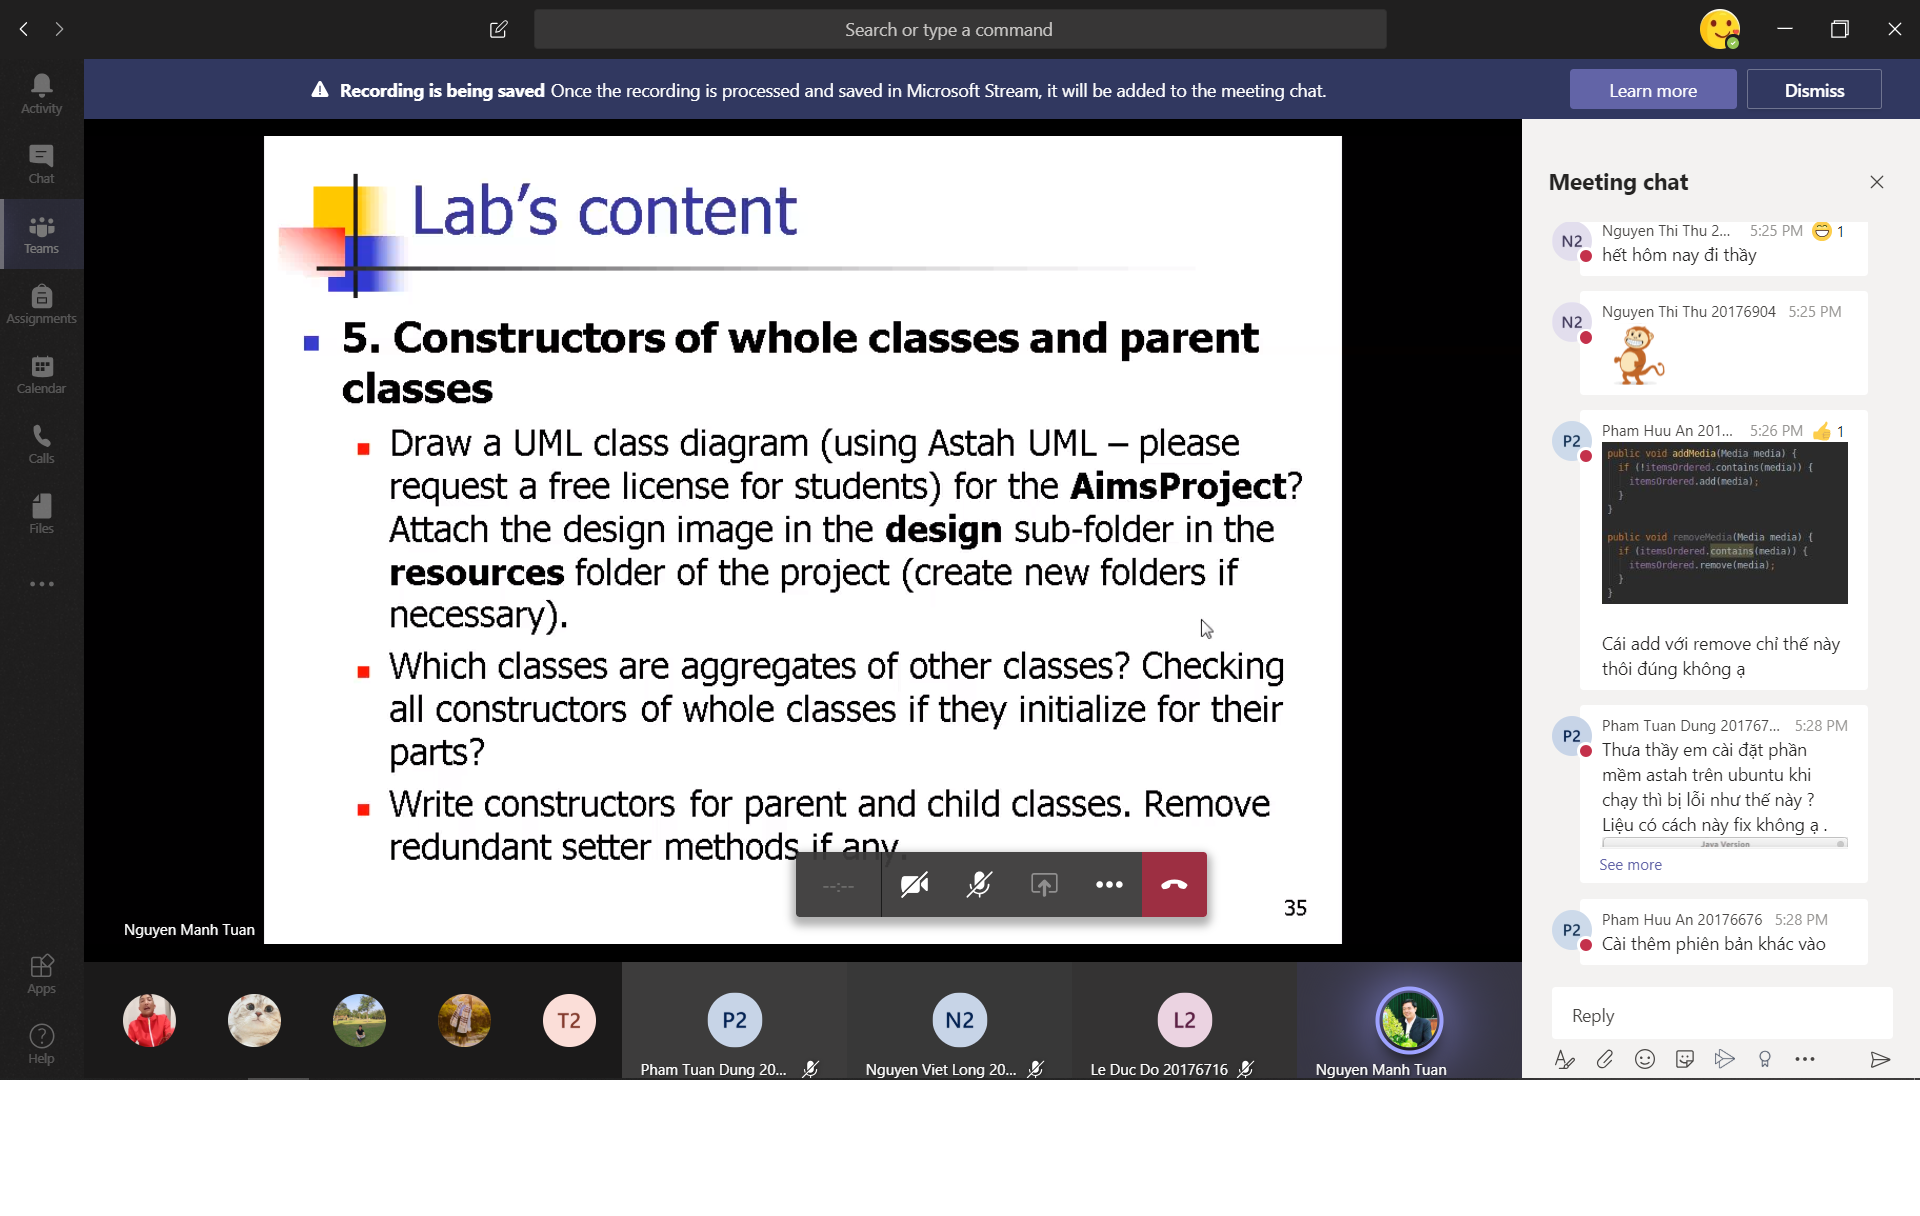 Search or type a command
Recording is being saved Once the recording is processed and saved in Microsoft Stream, it will be added to the meeting chat.
Learn more
Dismiss
Activity
Chat
Teams
Assignments
Calendar
Calls
Files
Apps
Help
Lab's content
5. Constructors of whole classes and parent
classes
Draw a UML class diagram (using Astah UML – please
request a free license for students) for the AimsProject?
Attach the design image in the design sub-folder in the
resources folder of the project (create new folders if
necessary).
Which classes are aggregates of other classes? Checking
all constructors of whole classes if they initialize for their
parts?
Write constructors for parent and child classes. Remove
redundant setter methods if any.
35
--:--
Nguyen Manh Tuan
T2
P2
Pham Tuan Dung 20...
N2
Nguyen Viet Long 20...
L2
Le Duc Do 20176716
Nguyen Manh Tuan
Meeting chat
N2
Nguyen Thi Thu 2... 5:25 PM 1
hết hôm nay đi thầy
N2
Nguyen Thi Thu 20176904 5:25 PM
P2
Pham Huu An 201... 5:26 PM 1
public void addMedia(Media media) {
if (!itemsOrdered.contains(media)) {
itemsOrdered.add(media);
}
}
public void removeMedia(Media media) {
if (itemsOrdered.contains(media)) {
itemsOrdered.remove(media);
}
}
Cái add với remove chỉ thế này
thôi đúng không ạ
P2
Pham Tuan Dung 201767... 5:28 PM
Thưa thầy em cài đặt phần
mềm astah trên ubuntu khi
chạy thì bị lỗi như thế này ?
Liệu có cách này fix không ạ .
Java Version
See more
P2
Pham Huu An 20176676 5:28 PM
Cài thêm phiên bản khác vào
Reply